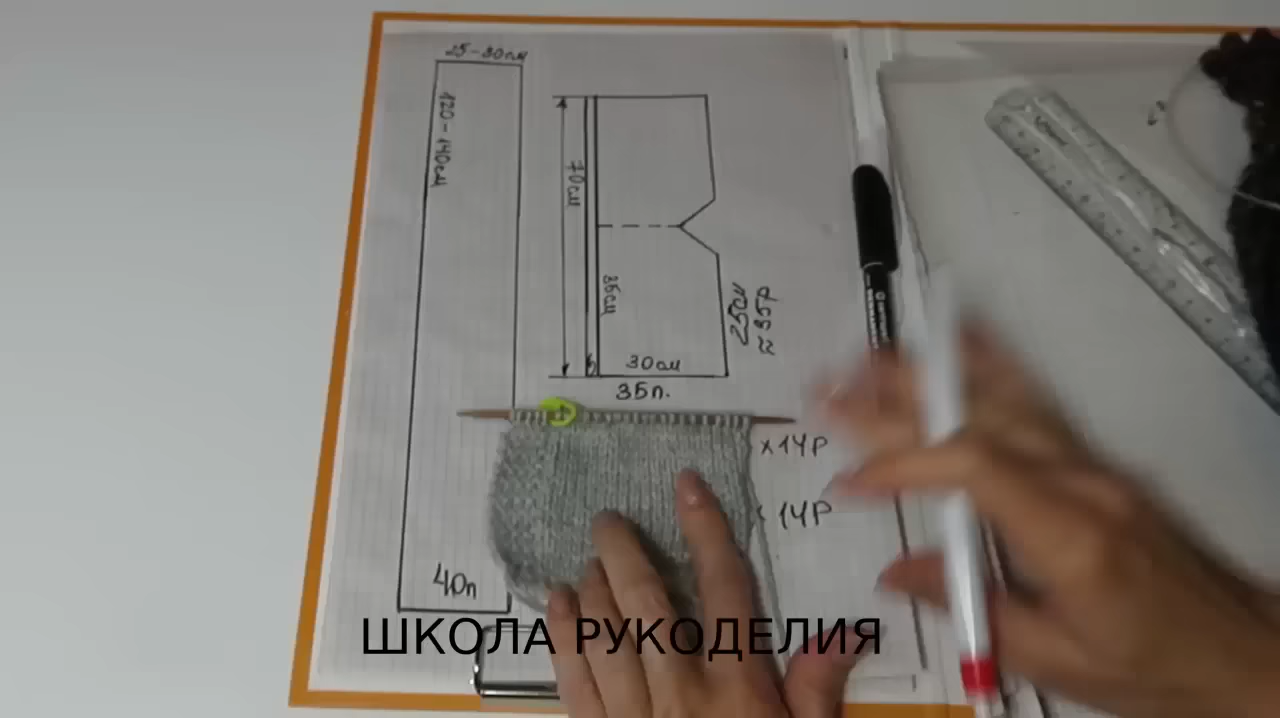 25-30см
120-140см
70см
35см
25см
≈35р
30см
35п.
х14р
х 14р
40п
ШКОЛА РУКОДЕЛИЯ